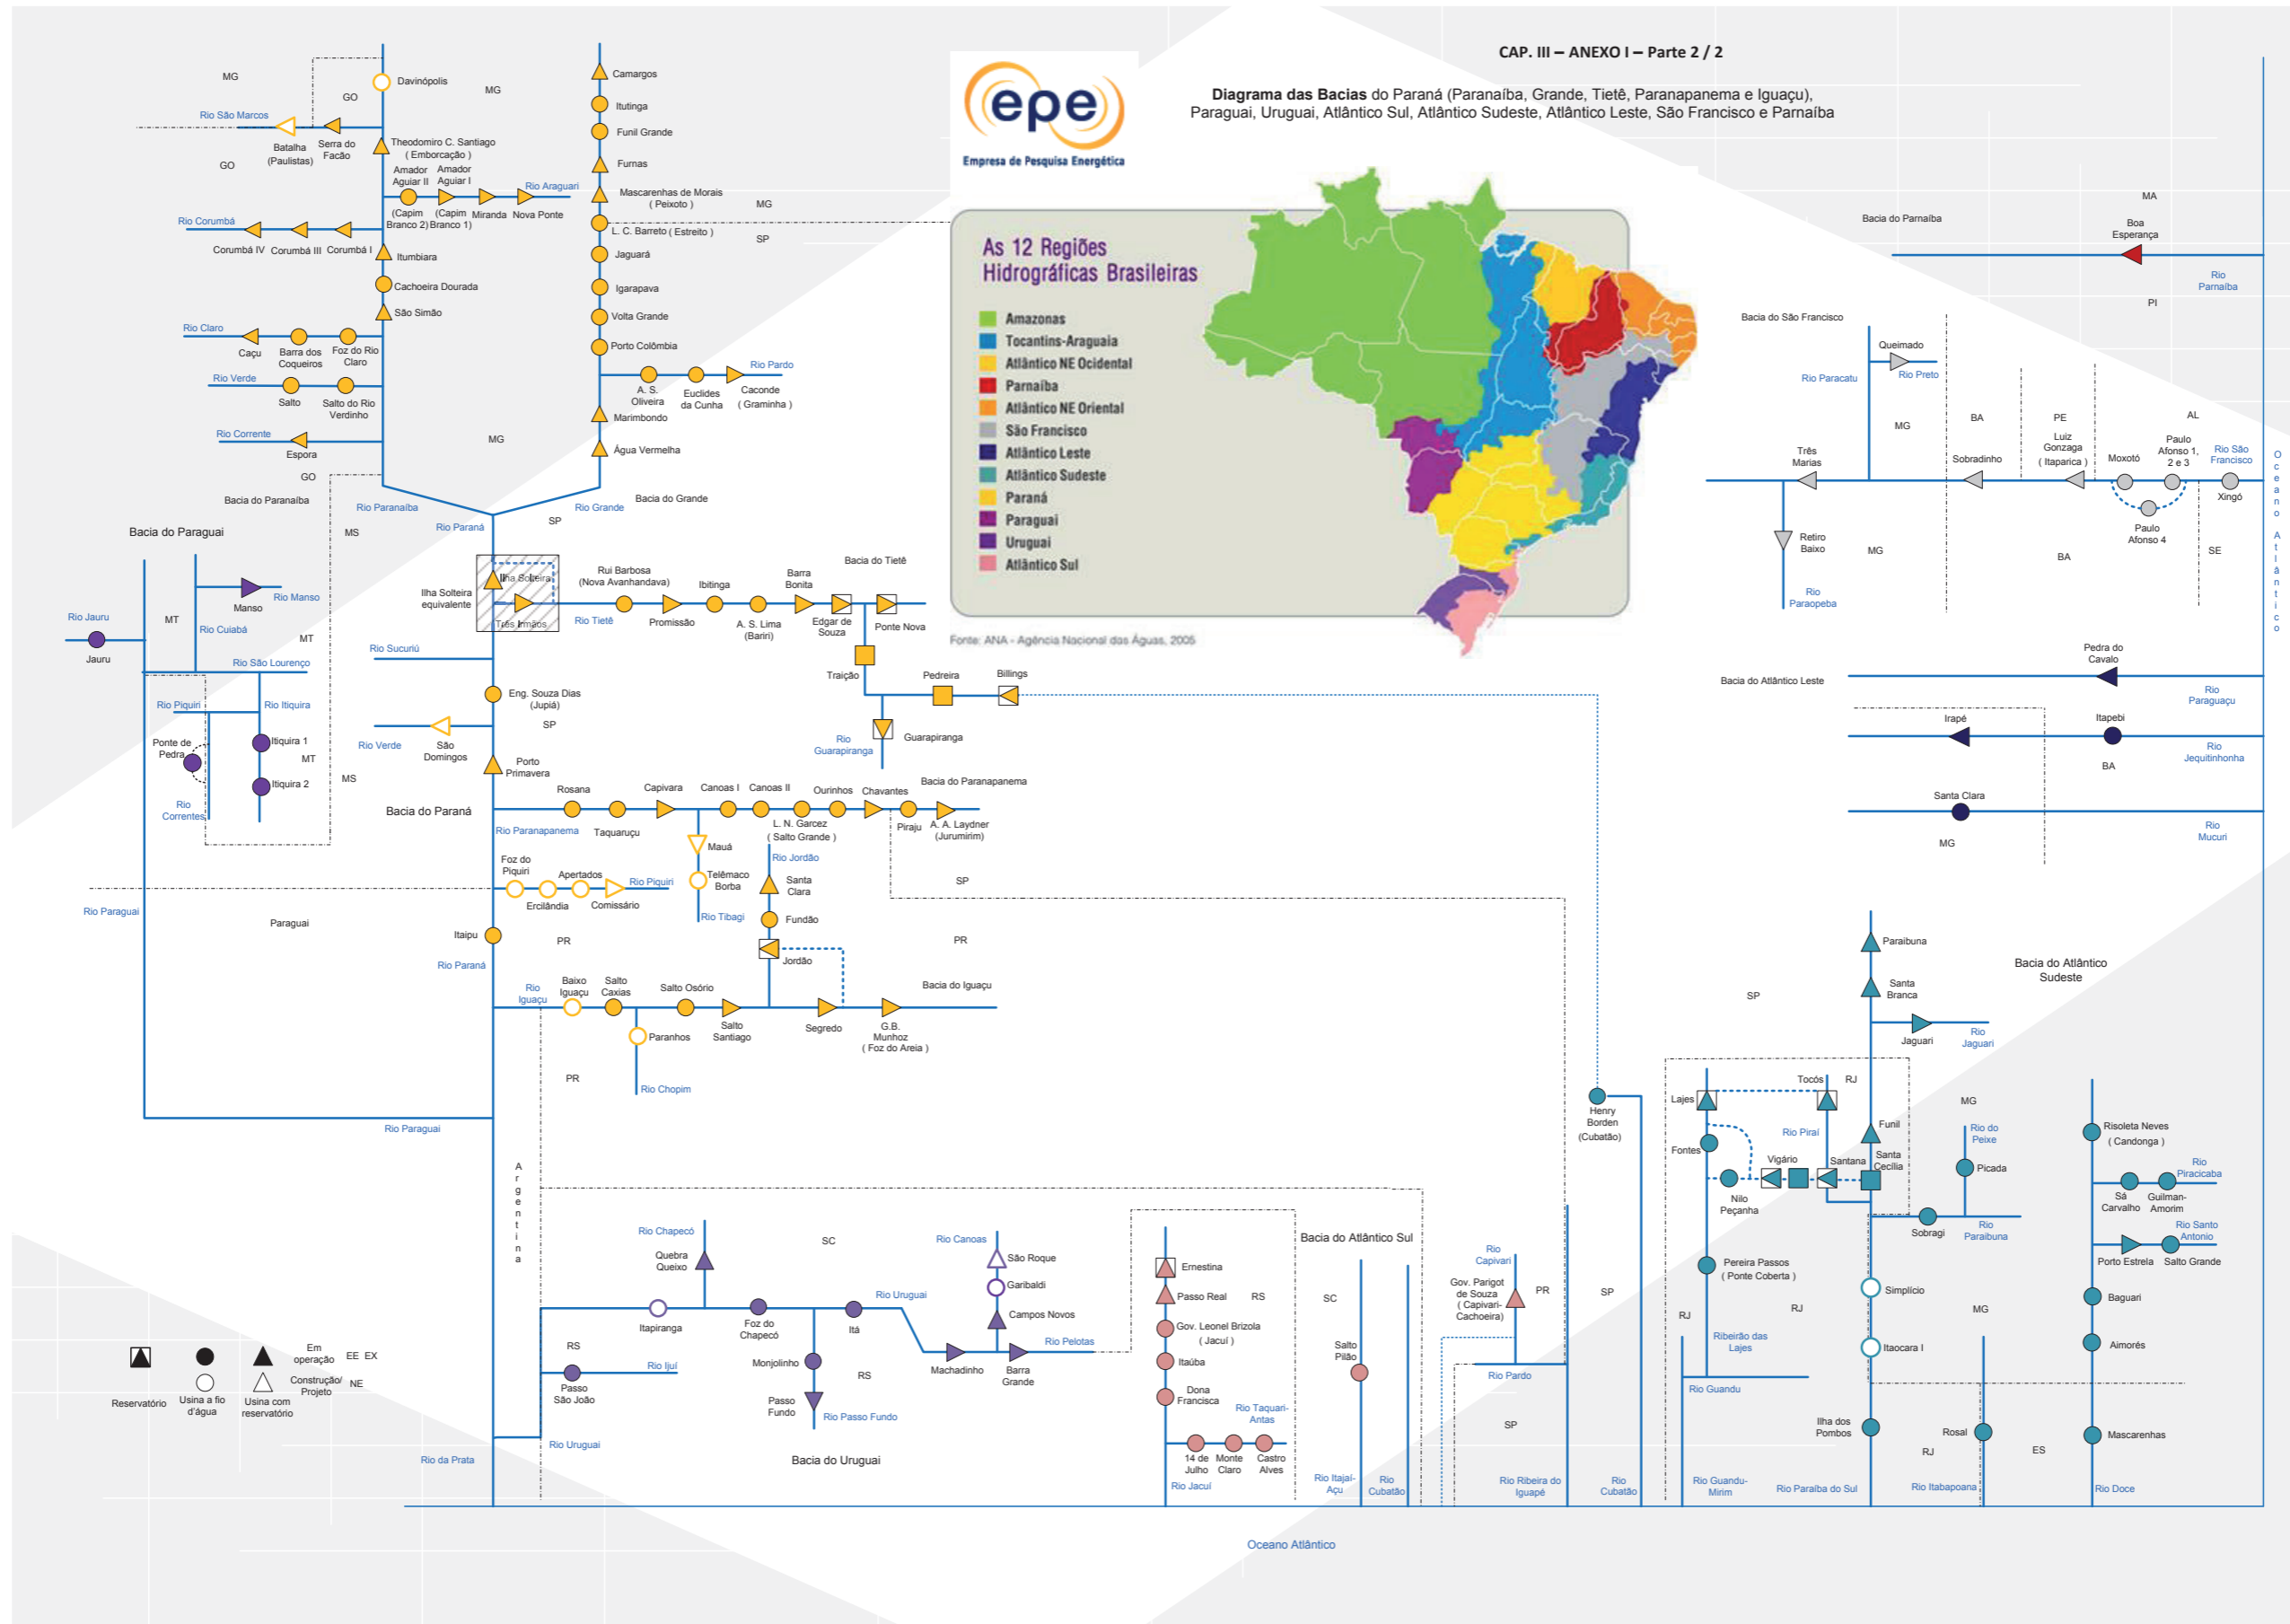 CAP. III – ANEXO I – Parte 2 / 2
Diagrama das Bacias do Paraná (Paranaíba, Grande, Tietê, Paranapanema e Iguaçu),
Paraguai, Uruguai, Atlântico Sul, Atlântico Sudeste, Atlântico Leste, São Francisco e Parnaíba
epe
Empresa de Pesquisa Energética
As 12 Regiões
Hidrográficas Brasileiras
Amazonas
Tocantins-Araguaia
Atlântico NE Ocidental
Parnaíba
Atlântico NE Oriental
São Francisco
Atlântico Leste
Atlântico Sudeste
Paraná
Paraguai
Uruguai
Atlântico Sul
Fonte: ANA - Agência Nacional das Águas, 2005
MG
GO
Davinópolis
MG
Rio São Marcos
Batalha
(Paulistas)
Serra do
Facão
GO
Theodomiro C. Santiago
( Emborcação )
Amador
Aguiar II
Amador
Aguiar I
Rio Araguari
(Capim
Branco 2)
(Capim
Branco 1)
Miranda
Nova Ponte
Rio Corumbá
Corumbá IV
Corumbá III
Corumbá I
Itumbiara
Cachoeira Dourada
São Simão
Rio Claro
Caçu
Barra dos
Coqueiros
Foz do Rio
Claro
Rio Verde
Salto
Salto do Rio
Verdinho
Rio Corrente
Espora
GO
MG
Bacia do Paranaíba
Rio Paranaíba
Camargos
Itutinga
Funil Grande
Furnas
Mascarenhas de Morais
( Peixoto )
MG
L. C. Barreto ( Estreito )
SP
Jaguará
Igarapava
Volta Grande
Porto Colômbia
Rio Pardo
A. S.
Oliveira
Euclides
da Cunha
Caconde
( Graminha )
Marimbondo
Água Vermelha
Bacia do Grande
Rio Grande
Rio Paraná
SP
MS
Bacia do Paraguai
Manso
Rio Manso
Rio Jauru
MT
Rio Cuiabá
MT
Jauru
Rio São Lourenço
Rio Piquiri
Rio Itiquira
Ponte de
Pedra
Itiquira 1
MT
Itiquira 2
MS
Rio
Correntes
Rio Paraguai
Paraguai
Rio Paraguai
Ilha Solteira
equivalente
Ilha Solteira
Três Irmãos
Rio Tietê
Rui Barbosa
(Nova Avanhandava)
Promissão
Ibitinga
A. S. Lima
(Bariri)
Barra
Bonita
Edgar de
Souza
Bacia do Tietê
Ponte Nova
Traição
Pedreira
Billings
Rio
Guarapiranga
Guarapiranga
Rio Sucuriú
Eng. Souza Dias
(Jupiá)
SP
Rio Verde
São
Domingos
Porto
Primavera
Bacia do Paraná
Rio Paranapanema
Rosana
Taquaruçu
Capivara
Canoas I
Canoas II
L. N. Garcez
( Salto Grande )
Ourinhos
Chavantes
Piraju
A. A. Laydner
(Jurumirim)
Bacia do Paranapanema
Mauá
Telêmaco
Borba
Rio Tibagi
Rio Jordão
Santa
Clara
Fundão
Jordão
SP
PR
Foz do
Piquiri
Ercilândia
Apertados
Comissário
Rio Piquiri
Itaipu
PR
Rio Paraná
Rio
Iguaçu
Baixo
Iguaçu
Salto
Caxias
Salto Osório
Salto
Santiago
Segredo
G.B.
Munhoz
( Foz do Areia )
Bacia do Iguaçu
Paranhos
PR
Rio Chopim
Argentina
Rio Chapecó
Quebra
Queixo
SC
Rio Canoas
São Roque
Garibaldi
Campos Novos
Rio Uruguai
Itapiranga
Foz do
Chapecó
Itá
Machadinho
Barra
Grande
Rio Pelotas
RS
Monjolinho
RS
Rio Ijuí
Passo
São João
Passo
Fundo
Rio Passo Fundo
Rio Uruguai
Bacia do Uruguai
Rio da Prata
Reservatório
Usina a fio
d'água
Usina com
reservatório
Em
operação
EE EX
Construção/
Projeto
NE
Ernestina
Passo Real
RS
Gov. Leonel Brizola
( Jacuí )
Itaúba
Dona
Francisca
Rio Taquari-
Antas
14 de
Julho
Monte
Claro
Castro
Alves
Rio Jacuí
Bacia do Atlântico Sul
SC
Salto
Pilão
Rio Itajaí-
Açu
Rio
Cubatão
Rio
Capivari
Gov. Parigot
de Souza
( Capivari-
Cachoeira)
PR
SP
Rio Pardo
SP
Rio Ribeira do
Iguapé
Rio
Cubatão
Henry
Borden
(Cubatão)
Bacia do Parnaíba
MA
Boa
Esperança
Rio
Parnaíba
PI
Bacia do São Francisco
Queimado
Rio Paracatu
Rio Preto
MG
BA
PE
AL
Três
Marias
Sobradinho
Luiz
Gonzaga
( Itaparica )
Moxotó
Paulo
Afonso 1,
2 e 3
Rio São
Francisco
Xingó
Paulo
Afonso 4
Retiro
Baixo
MG
BA
SE
Rio
Paraopeba
Oceano Atlântico
Bacia do Atlântico Leste
Pedra do
Cavalo
Rio
Paraguaçu
Irapé
Itapebi
Rio
Jequitinhonha
BA
Santa Clara
Rio
Mucuri
MG
Bacia do Atlântico
Sudeste
Paraibuna
Santa
Branca
SP
Jaguari
Rio
Jaguari
Lajes
Tocós
RJ
Rio Piraí
Funil
Fontes
Vigário
Santana
Santa
Cecília
Nilo
Peçanha
MG
Rio do
Peixe
Picada
Sobragi
Rio
Paraibuna
Pereira Passos
( Ponte Coberta )
RJ
RJ
Ribeirão das
Lajes
Rio Guandu
Simplício
Itaocara I
MG
Ilha dos
Pombos
Rosal
RJ
ES
Rio Guandu-
Mirim
Rio Paraíba do Sul
Rio Itabapoana
Risoleta Neves
( Candonga )
Rio
Piracicaba
Sá
Carvalho
Guilman-
Amorim
Rio Santo
Antonio
Porto Estrela
Salto Grande
Baguari
Aimorés
Mascarenhas
Rio Doce
Oceano Atlântico